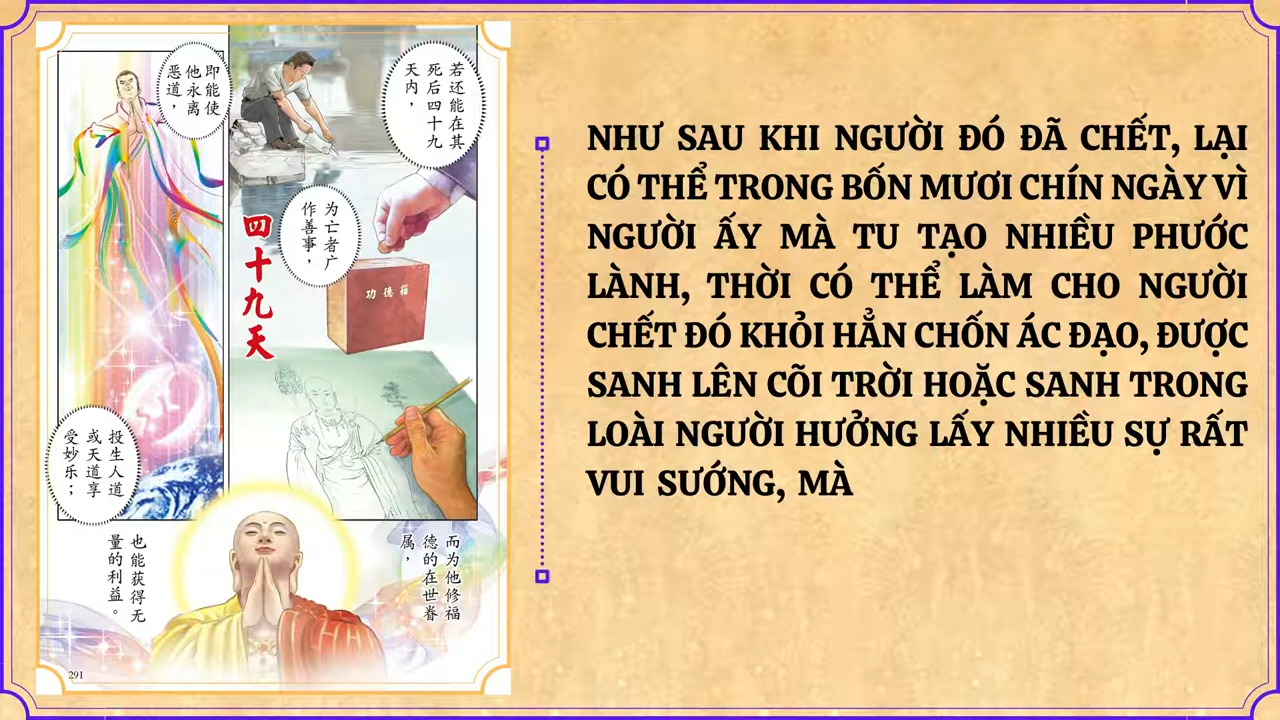 若还能在其
死后四十九
天内，
为亡者广
作善事，
四十九天
功德箱
即能使
他永离
恶道，
投生人道
或天道享
受妙乐；
而为他修福
德的在世眷
属，
也能获得无
量的利益。
291
NHƯ SAU KHI NGƯỜI ĐÓ ĐÃ CHẾT, LẠI
CÓ THỂ TRONG BỐN MƯƠI CHÍN NGÀY VÌ
NGƯỜI ẤY MÀ TU TẠO NHIỀU PHƯỚC
LÀNH, THỜI CÓ THỂ LÀM CHO NGƯỜI
CHẾT ĐÓ KHỎI HẲN CHỐN ÁC ĐẠO, ĐƯỢC
SANH LÊN CÕI TRỜI HOẶC SANH TRONG
LOÀI NGƯỜI HƯỞNG LẤY NHIỀU SỰ RẤT
VUI SƯỚNG, MÀ